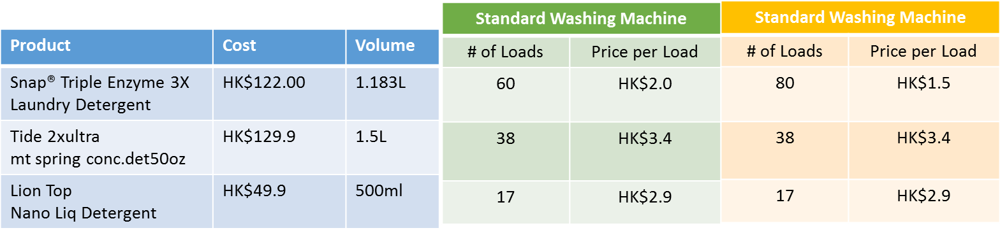 Standard Washing Machine Standard Washing Machine
Product Cost Volume # of Loads Price per Load # of Loads Price per Load
Snap® Triple Enzyme 3X HK$122.00 1.183L 60 HK$2.0 80 HK$1.5
Laundry Detergent
Tide 2xultra HK$129.9 1.5L 38 HK$3.4 38 HK$3.4
mt spring conc.det50oz
Lion Top HK$49.9 500ml 17 HK$2.9 17 HK$2.9
Nano Liq Detergent